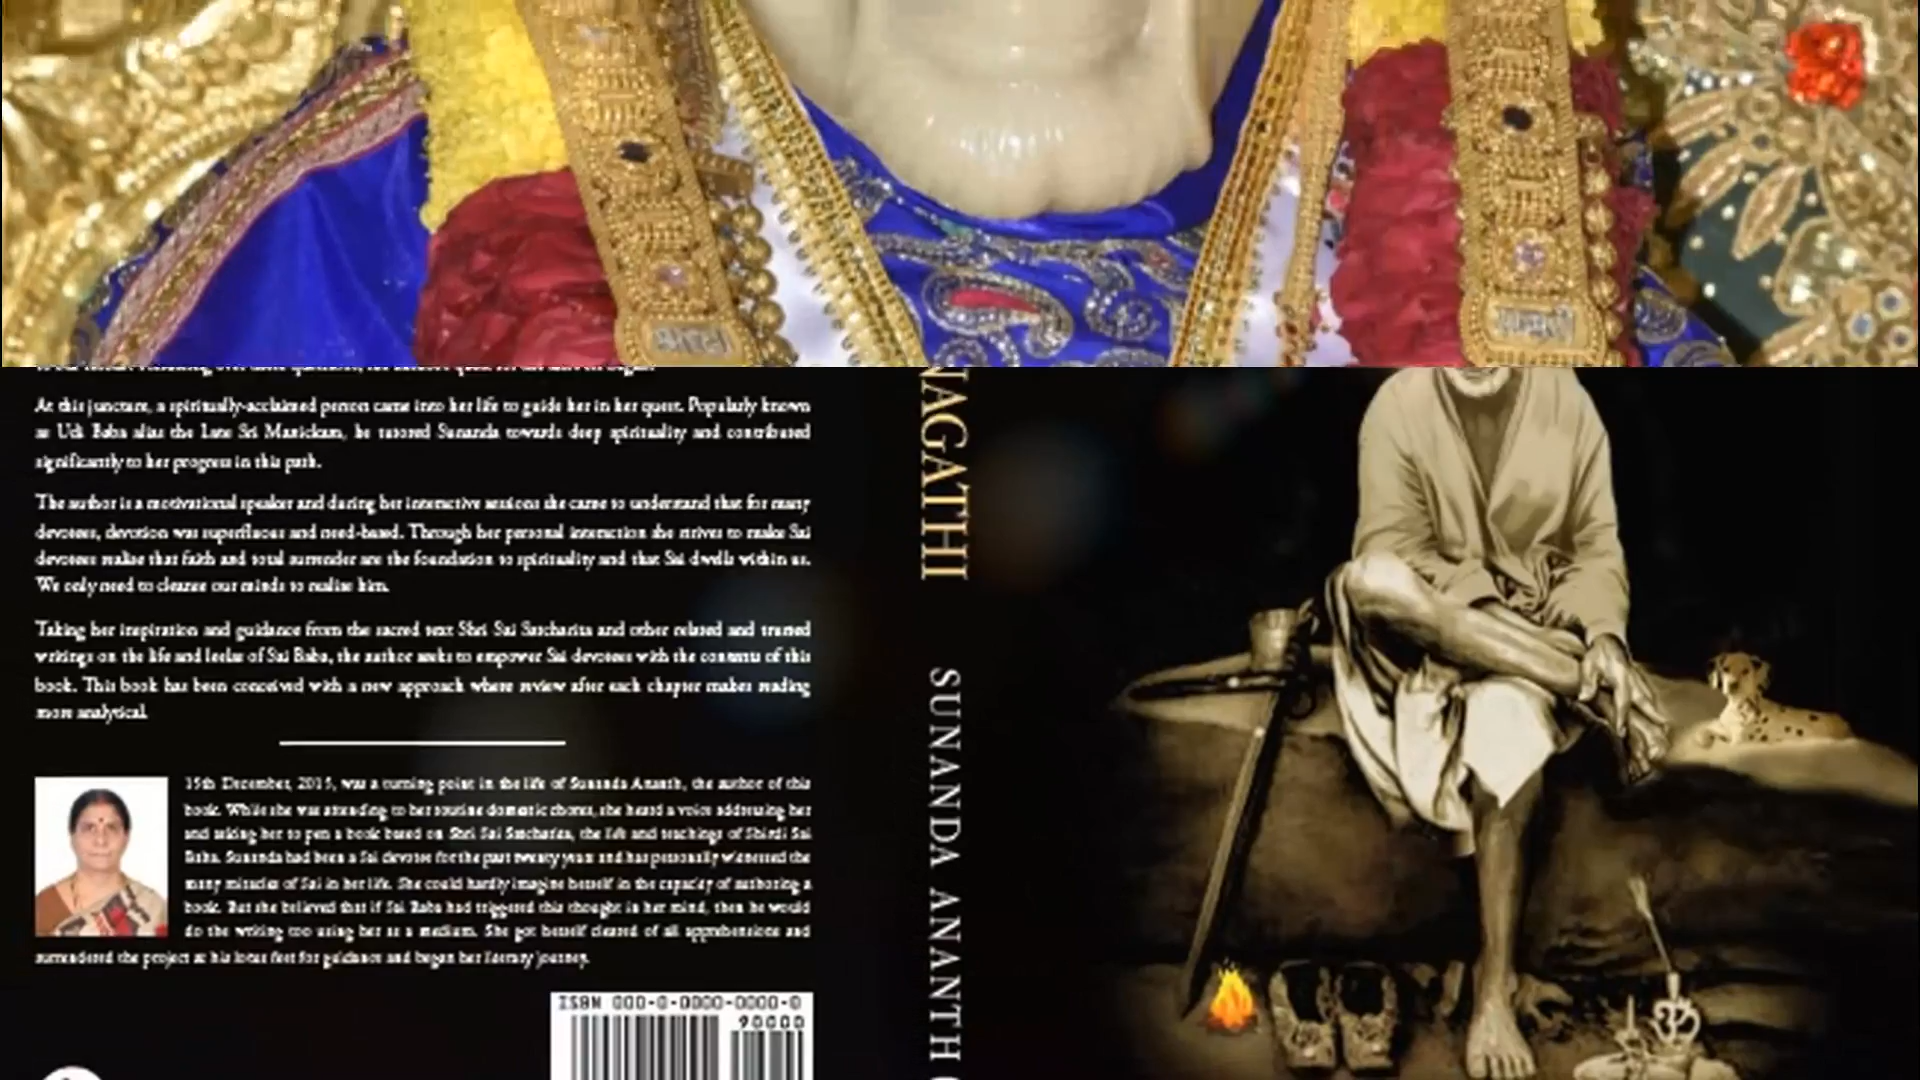 At this juncture, a spiritually-acclaimed person came into her life to guide her in her quest. Popularly known
as Udi Baba alias the Late Sri Manickam, he tutored Sunanda towards deep spirituality and contributed
significantly to her progress in this path.
The author is a motivational speaker and during her interactive sessions she came to understand that for many
devotees, devotion was superfluous and need-based. Through her personal interaction she strives to make Sai
devotees realise that faith and total surrender are the foundation to spirituality and that Sai dwells within us.
We only need to cleanse our minds to realise him.
Taking her inspiration and guidance from the sacred text Shri Sai Satcharita and other related and trusted
writings on the life and leelas of Sai Baba, the author seeks to empower Sai devotees with the contents of this
book. This book has been conceived with a new approach where review after each chapter makes reading
more analytical.
15th December, 2015, was a turning point in the life of Sunanda Ananth, the author of this
book. While she was attending to her routine domestic chores, she heard a voice addressing her
and asking her to pen a book based on Shri Sai Satcharita, the life and teachings of Shirdi Sai
Baba. Sunanda had been a Sai devotee for the past twenty years and has personally witnessed the
many miracles of Sai in her life. She could hardly imagine herself in the capacity of authoring a
book. But she believed that if Sai Baba had triggered this thought in her mind, then he would
do the writing too using her as a medium. She got herself cleared of all apprehensions and
surrendered the project at his lotus feet for guidance and began her literary journey.
ISBN 000-0-0000-0000-0
90000
NAGATHI
SUNANDA ANANTH